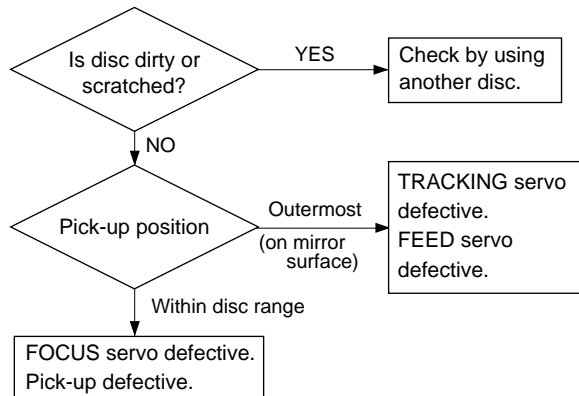 Is disc dirty or
scratched?
YES
Check by using
another disc.
NO
Pick-up position
Outermost
(on mirror
surface)
TRACKING servo
defective.
FEED servo
defective.
Within disc range
FOCUS servo defective.
Pick-up defective.